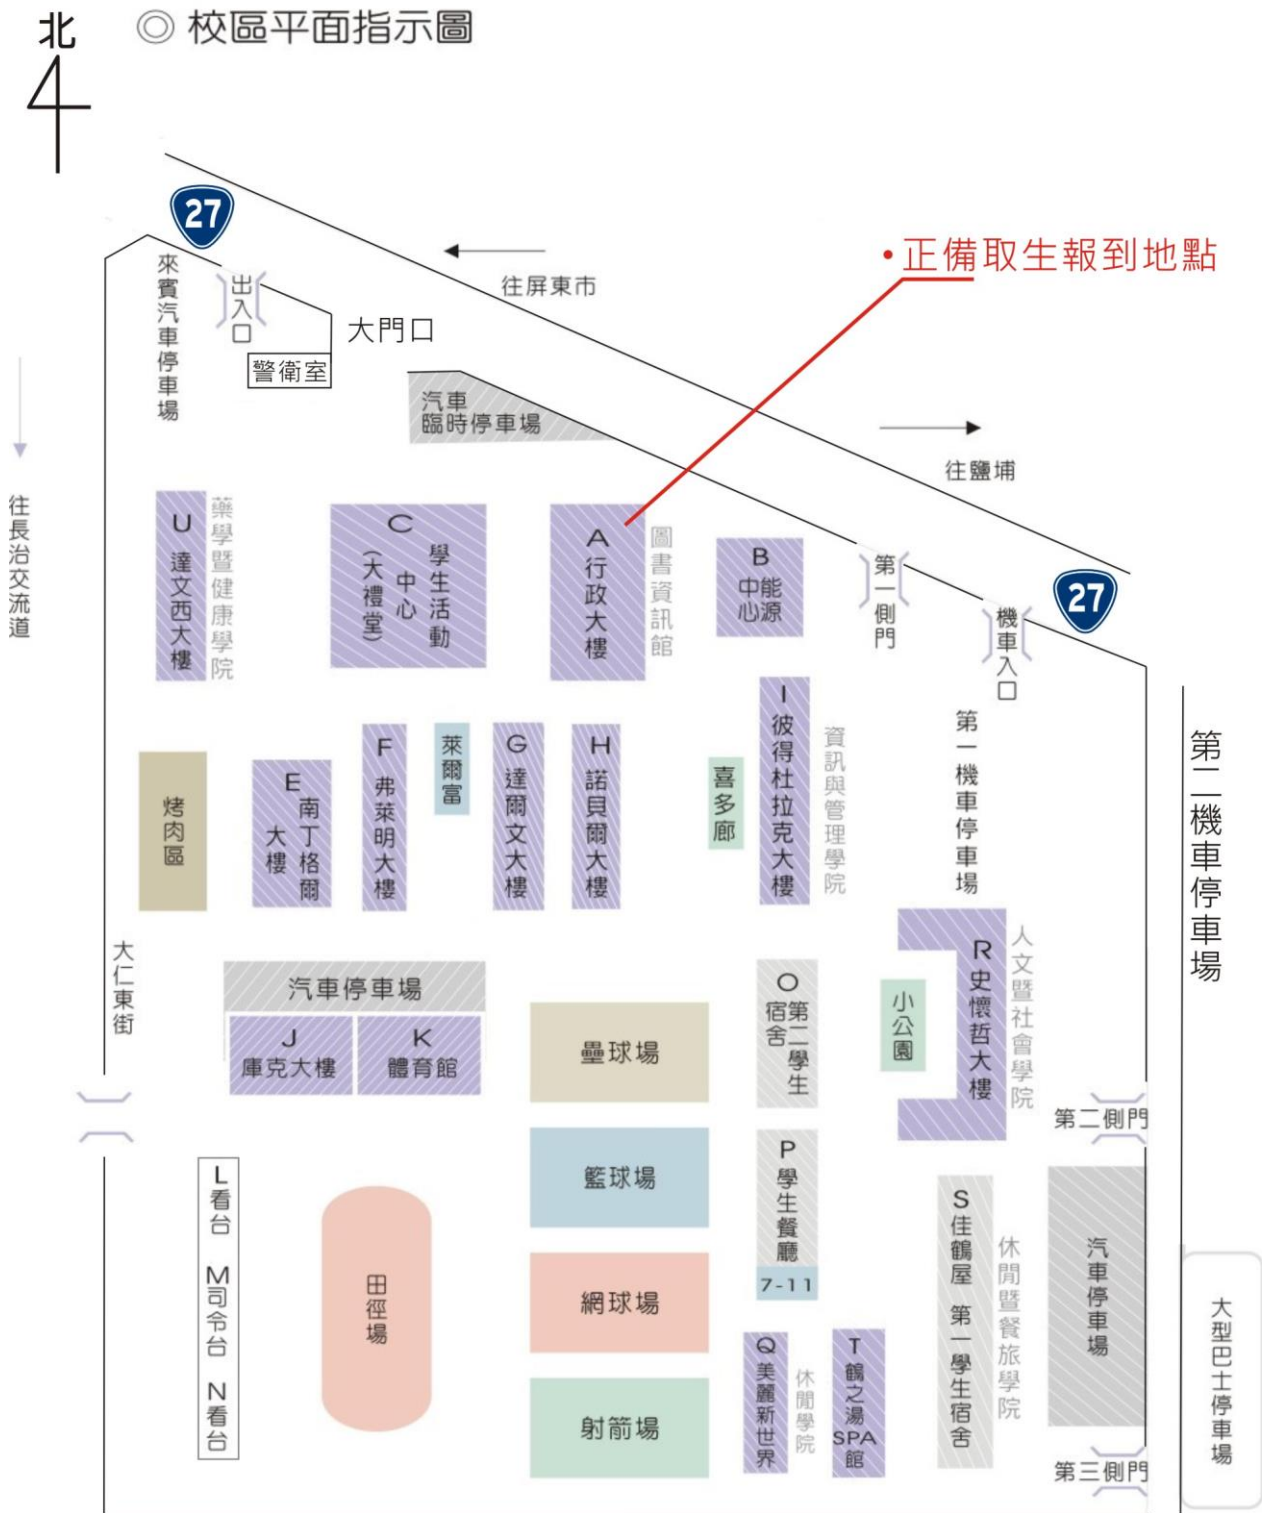 北
◎ 校區平面指示圖
27
來賓汽車停車場
出入口
往屏東市
•正備取生報到地點
大門口
警衛室
汽車
臨時停車場
往鹽埔
往長治交流道
U 達文西大樓
藥學暨健康學院
C
學生活動
中心
(大禮堂)
A 行政大樓
圖書資訊館
B
能源
中心
第一側門
27
機車入口
I 彼得杜拉克大樓
資訊與管理學院
第一機車停車場
第二機車停車場
烤肉區
E
南丁格爾
大樓
F 弗萊明大樓
萊爾富
G 達爾文大樓
H 諾貝爾大樓
喜多廊
大仁東街
汽車停車場
J
庫克大樓
K
體育館
壘球場
O
第二學生
宿舍
小公園
R 史懷哲大樓
人文暨社會學院
第二側門
L看台 M司令台 N看台
田徑場
籃球場
P 學生餐廳
7-11
S 佳鶴屋 第一學生宿舍
休閒暨餐旅學院
汽車停車場
大型巴士停車場
網球場
Q 美麗新世界
休閒學院
T 鶴之湯
SPA
館
射箭場
第三側門